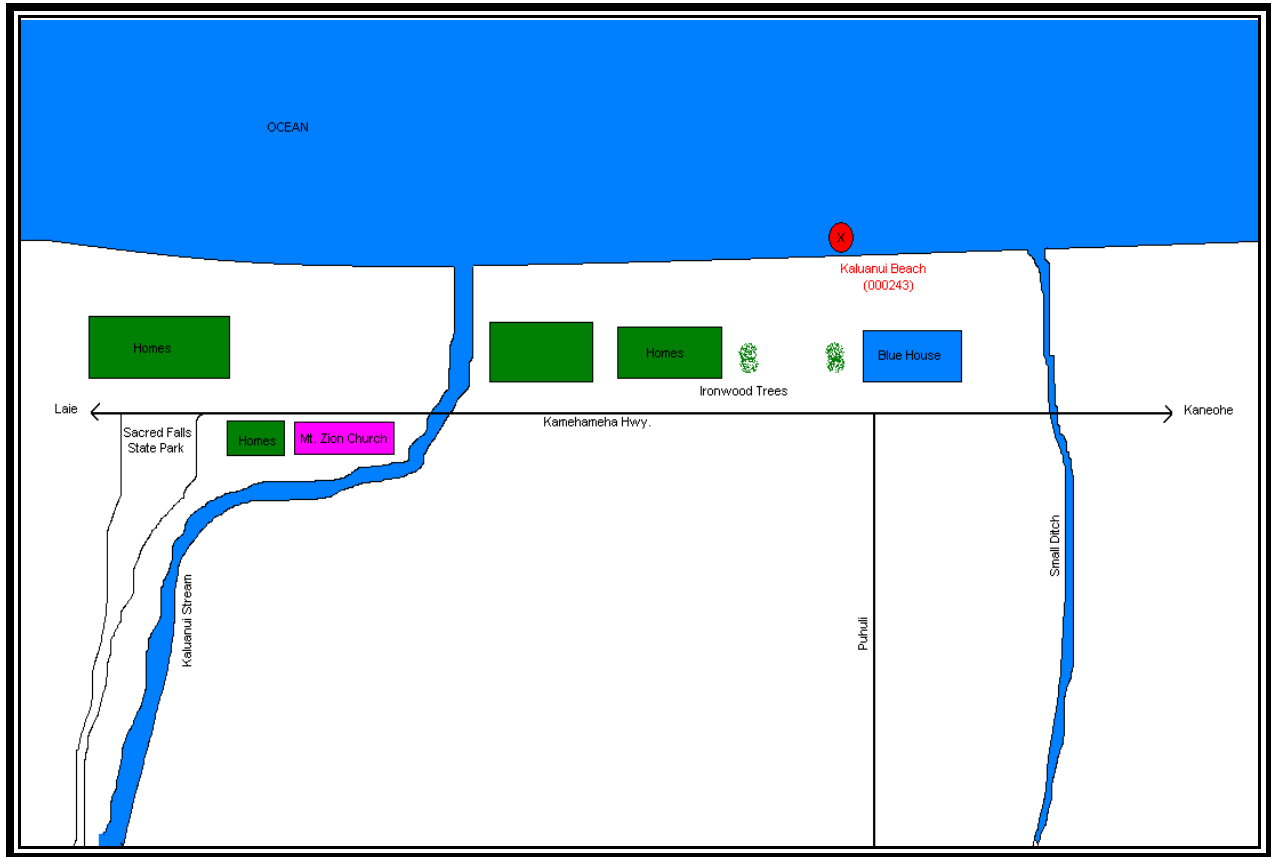 OCEAN
X
Kaluanui Beach
(000243)
Homes
Homes
Blue House
Ironwood Trees
Laie
Kaneohe
Kamehameha Hwy.
Sacred Falls
State Park
Homes
Mt. Zion Church
Small Ditch
Kaluanui Stream
Puhuli